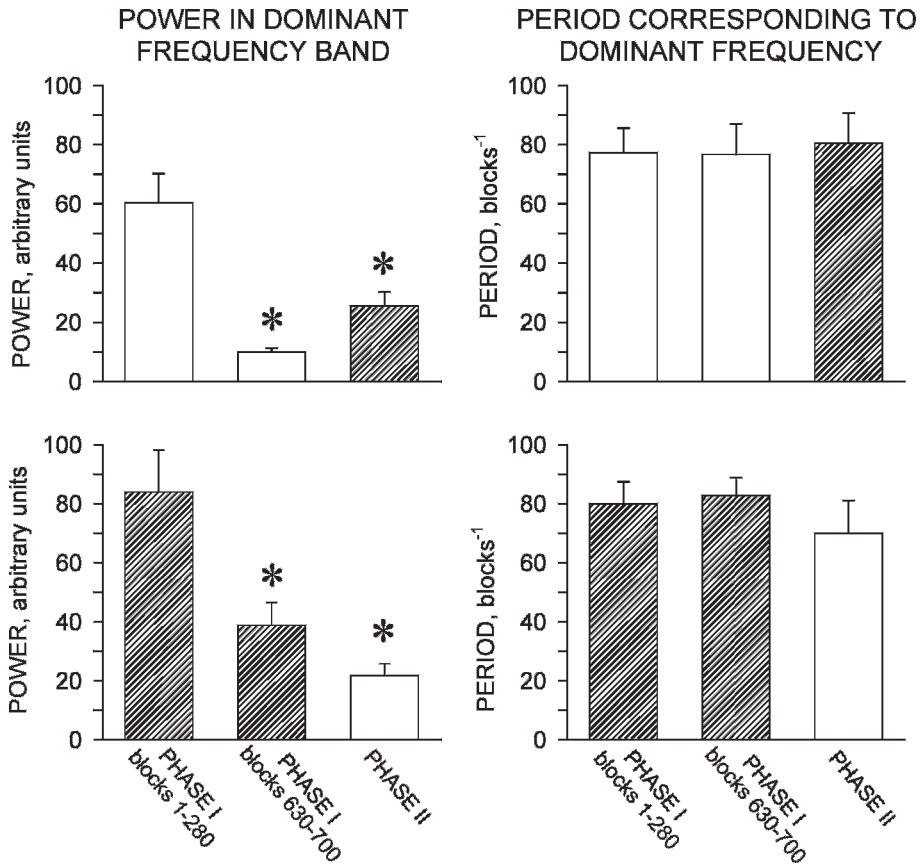 POWER IN DOMINANT
FREQUENCY BAND
PERIOD CORRESPONDING TO
DOMINANT FREQUENCY
POWER, arbitrary units
100
80
60
40
20
0
*
*
PERIOD, blocks-1
100
80
60
40
20
0
POWER, arbitrary units
100
80
60
40
20
0
*
*
PHASE I
blocks 1-280
PHASE I
blocks 630-700
PHASE II
PERIOD, blocks-1
100
80
60
40
20
0
PHASE I
blocks 1-280
PHASE I
blocks 630-700
PHASE II